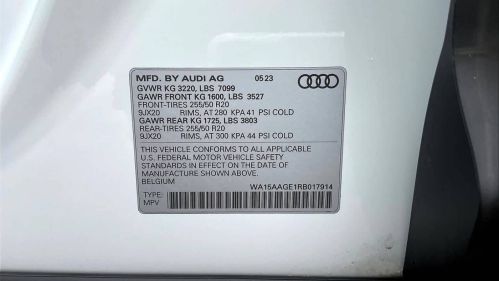 MFD. BY AUDI AG 05 23
GVWR KG 3220, LBS 7099
GAWR FRONT KG 1600, LBS 3527
FRONT-TIRES 255/50 R20
9JX20 RIMS, AT 280 KPA 41 PSI COLD
GAWR REAR KG 1725, LBS 3803
REAR-TIRES 255/50 R20
9JX20 RIMS, AT 300 KPA 44 PSI COLD
THIS VEHICLE CONFORMS TO ALL APPLICABLE
U.S. FEDERAL MOTOR VEHICLE SAFETY
STANDARDS IN EFFECT ON THE DATE OF
MANUFACTURE SHOWN ABOVE.
BELGIUM
WA15AAGE1RB017914
TYPE:
MPV